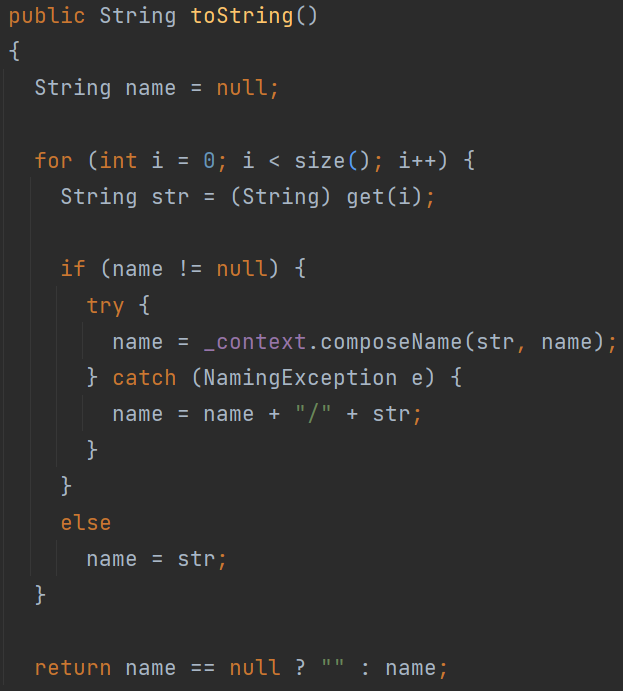 public String toString()
{
String name = null;
for (int i = 0; i < size(); i++) {
String str = (String) get(i);
if (name != null) {
try {
name = _context.composeName(str, name);
} catch (NamingException e) {
name = name + "/" + str;
}
}
else
name = str;
}
return name == null ? "" : name;